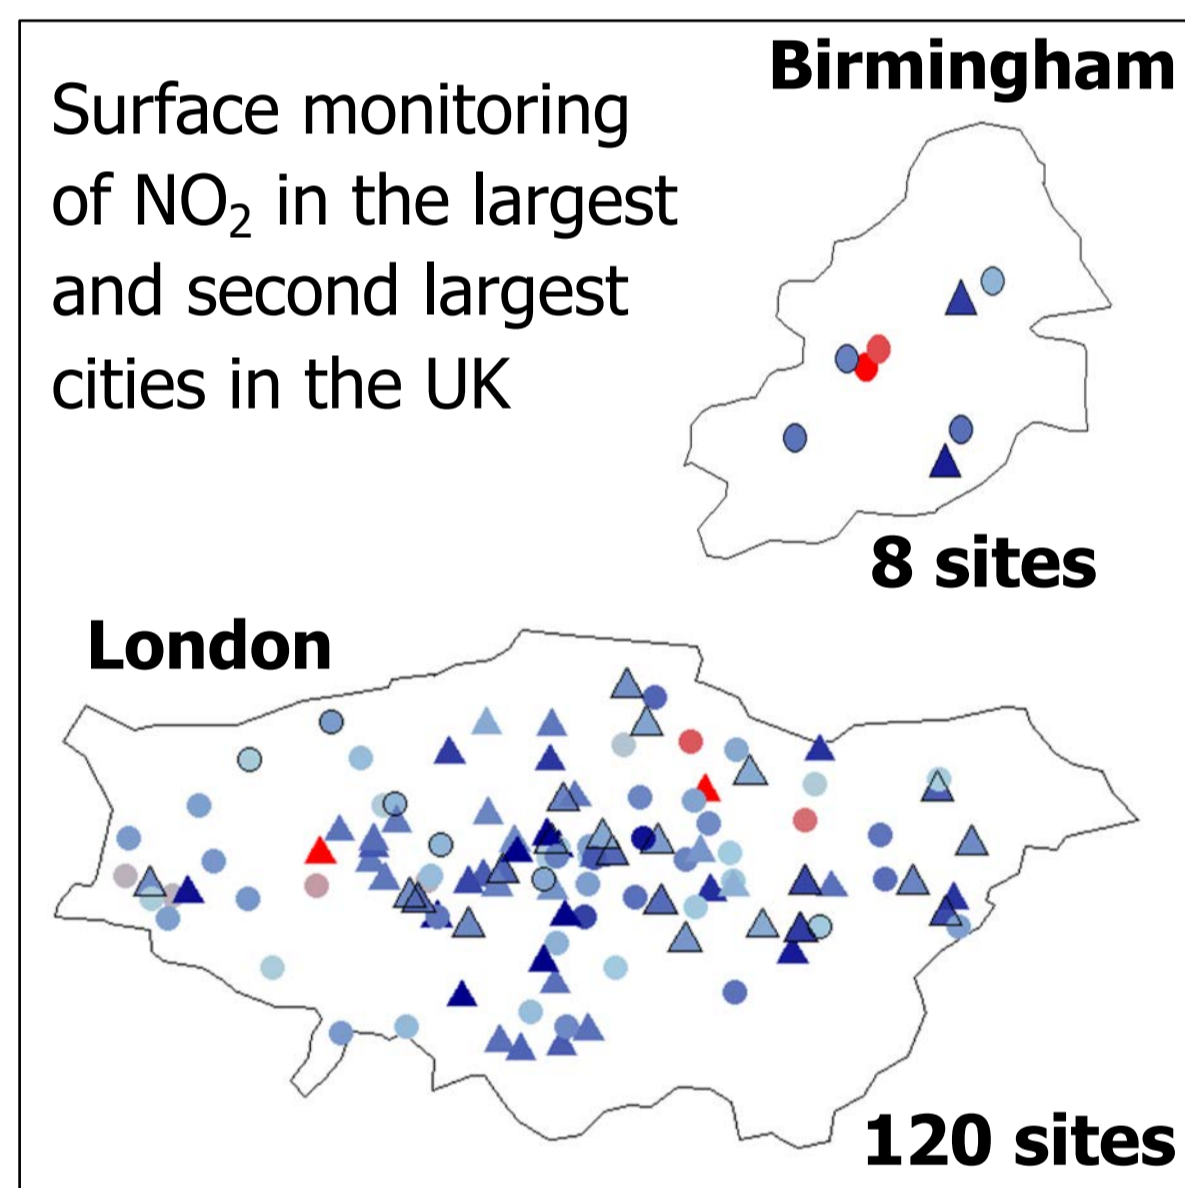 Surface monitoring
of NO₂ in the largest
and second largest
cities in the UK
Birmingham
8 sites
London
120 sites